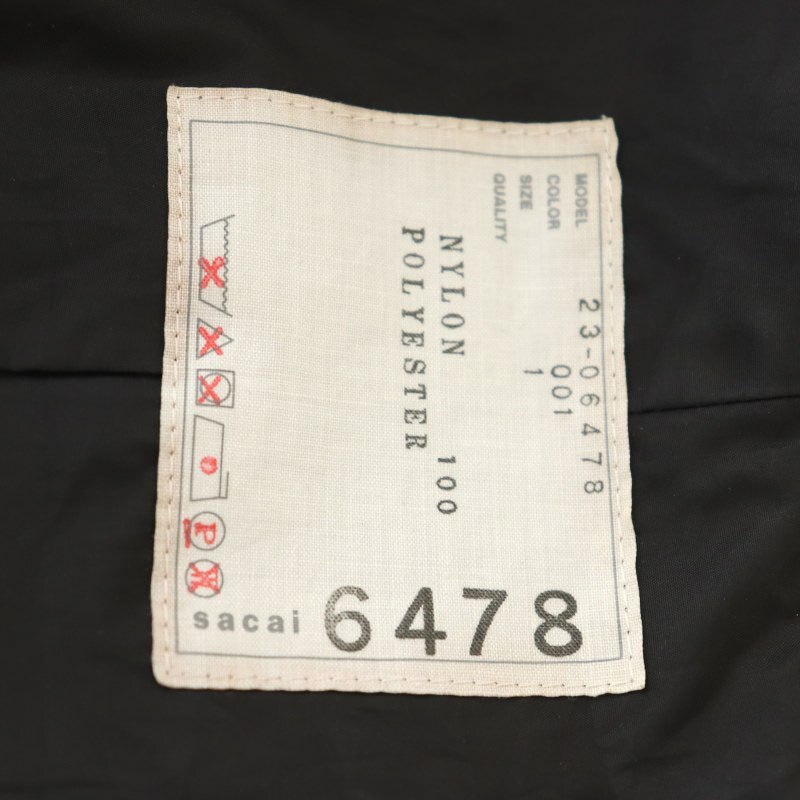 MODEL 23-06478
COLOR 001
SIZE 1
QUALITY
NYLON 100
POLYESTER
P
W
sacai 6478